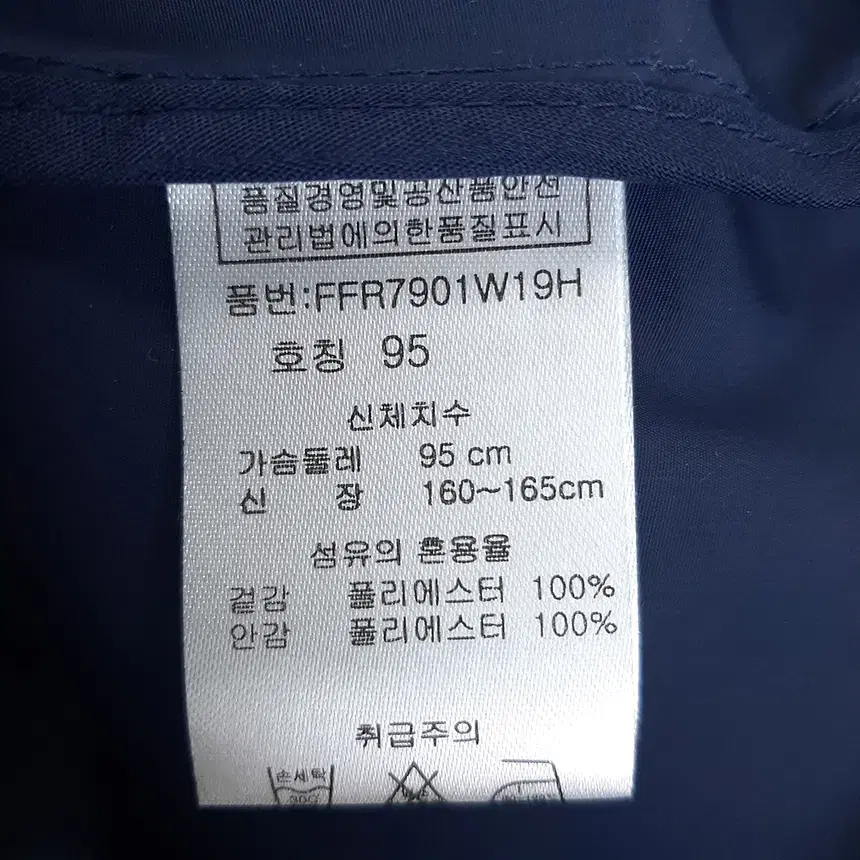 품질경영및공산품안전
관리법에의한품질표시
품번:FFR7901W19H
호칭 95
신체치수
가슴둘레 95 cm
신 장 160~165cm
섬유의 혼용율
겉감 폴리에스터 100%
안감 폴리에스터 100%
취급주의
손세탁